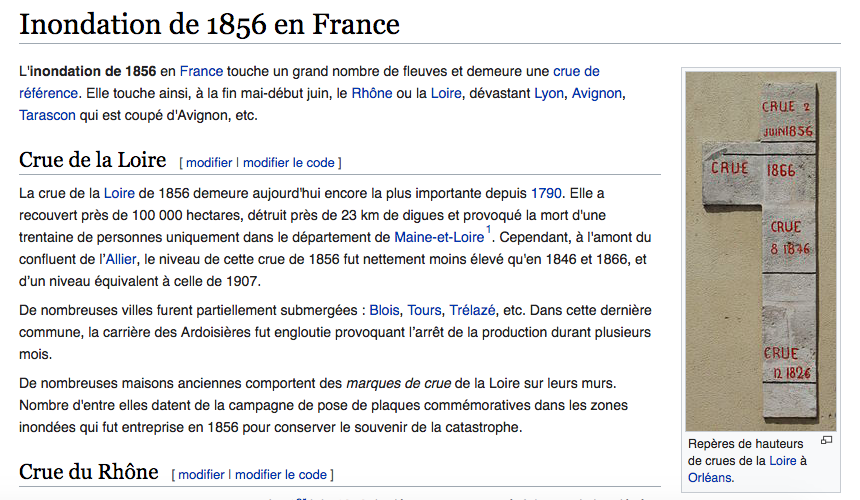 Inondation de 1856 en France
L'inondation de 1856 en France touche un grand nombre de fleuves et demeure une crue de
référence. Elle touche ainsi, à la fin mai-début juin, le Rhône ou la Loire, dévastant Lyon, Avignon,
Tarascon qui est coupé d'Avignon, etc.
Crue de la Loire [ modifier | modifier le code ]
La crue de la Loire de 1856 demeure aujourd'hui encore la plus importante depuis 1790. Elle a
recouvert près de 100 000 hectares, détruit près de 23 km de digues et provoqué la mort d'une
trentaine de personnes uniquement dans le département de Maine-et-Loire1. Cependant, à l'amont du
confluent de l'Allier, le niveau de cette crue de 1856 fut nettement moins élevé qu'en 1846 et 1866, et
d'un niveau équivalent à celle de 1907.
De nombreuses villes furent partiellement submergées : Blois, Tours, Trélazé, etc. Dans cette dernière
commune, la carrière des Ardoisières fut engloutie provoquant l'arrêt de la production durant plusieurs
mois.
De nombreuses maisons anciennes comportent des marques de crue de la Loire sur leurs murs.
Nombre d'entre elles datent de la campagne de pose de plaques commémoratives dans les zones
inondées qui fut entreprise en 1856 pour conserver le souvenir de la catastrophe.
Crue du Rhône [ modifier | modifier le code ]
CRUE 2
JUIN1856
CRUE 1866
CRUE
8 1846
CRUE
12 1826
Repères de hauteurs
de crues de la Loire à
Orléans.